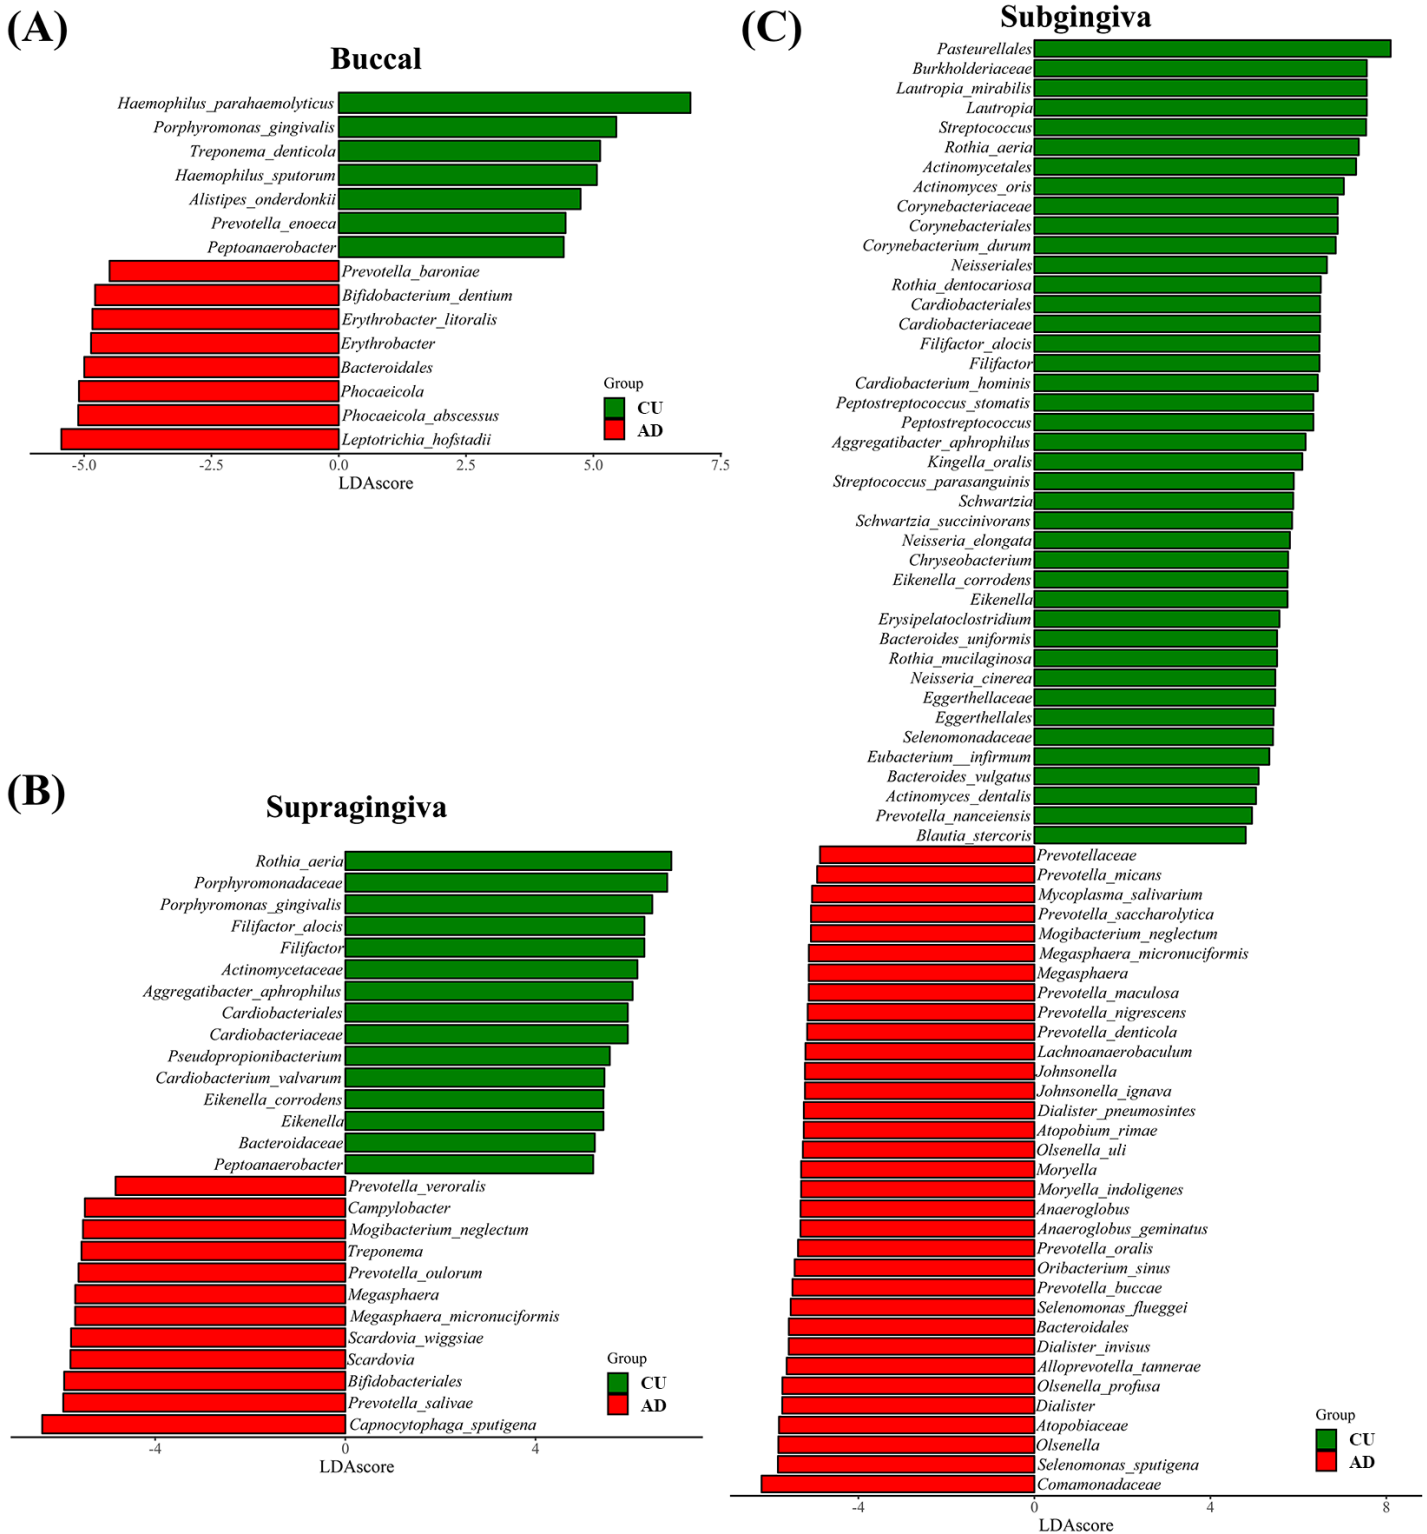 (A)
Buccal
Haemophilus_parahaemolyticus
Porphyromonas_gingivalis
Treponema_denticola
Haemophilus_sputorum
Alistipes_onderdonkii
Prevotella_enoeca
Peptoanaerobacter
Prevotella_baroniae
Bifidobacterium_dentium
Erythrobacter_litoralis
Erythrobacter
Bacteroidales
Phocaeicola
Phocaeicola_abscessus
Leptotrichia_hofstadii
Group
CU
AD
-5.0 -2.5 0.0 2.5 5.0 7.5
LDAscore
(B)
Supragingiva
Rothia_aeria
Porphyromonadaceae
Porphyromonas_gingivalis
Filifactor_alocis
Filifactor
Actinomycetaceae
Aggregatibacter_aphrophilus
Cardiobacteriales
Cardiobacteriaceae
Pseudopropionibacterium
Cardiobacterium_valvarum
Eikenella_corrodens
Eikenella
Bacteroidaceae
Peptoanaerobacter
Prevotella_veroralis
Campylobacter
Mogibacterium_neglectum
Treponema
Prevotella_oulorum
Megasphaera
Megasphaera_micronuciformis
Scardovia_wiggsiae
Scardovia
Bifidobacteriales
Prevotella_salivae
Capnocytophaga_sputigena
Group
CU
AD
-4 0 4
LDAscore
(C)
Subgingiva
Pasteurellales
Burkholderiaceae
Lautropia_mirabilis
Lautropia
Streptococcus
Rothia_aeria
Actinomycetales
Actinomyces_oris
Corynebacteriaceae
Corynebacteriales
Corynebacterium_durum
Neisseriales
Rothia_dentocariosa
Cardiobacteriales
Cardiobacteriaceae
Filifactor_alocis
Filifactor
Cardiobacterium_hominis
Peptostreptococcus_stomatis
Peptostreptococcus
Aggregatibacter_aphrophilus
Kingella_oralis
Streptococcus_parasanguinis
Schwartzia
Schwartzia_succinivorans
Neisseria_elongata
Chryseobacterium
Eikenella_corrodens
Eikenella
Erysipelatoclostridium
Bacteroides_uniformis
Rothia_mucilaginosa
Neisseria_cinerea
Eggerthellaceae
Eggerthellales
Selenomonadaceae
Eubacterium__infirmum
Bacteroides_vulgatus
Actinomyces_dentalis
Prevotella_nanceiensis
Blautia_stercoris
Prevotellaceae
Prevotella_micans
Mycoplasma_salivarium
Prevotella_saccharolytica
Mogibacterium_neglectum
Megasphaera_micronuciformis
Megasphaera
Prevotella_maculosa
Prevotella_nigrescens
Prevotella_denticola
Lachnoanaerobaculum
Johnsonella
Johnsonella_ignava
Dialister_pneumosintes
Atopobium_rimae
Olsenella_uli
Moryella
Moryella_indoligenes
Anaeroglobus
Anaeroglobus_geminatus
Prevotella_oralis
Oribacterium_sinus
Prevotella_buccae
Selenomonas_flueggei
Bacteroidales
Dialister_invisus
Alloprevotella_tannerae
Olsenella_profusa
Dialister
Atopobiaceae
Olsenella
Selenomonas_sputigena
Comamonadaceae
Group
CU
AD
-4 0 4 8
LDAscore